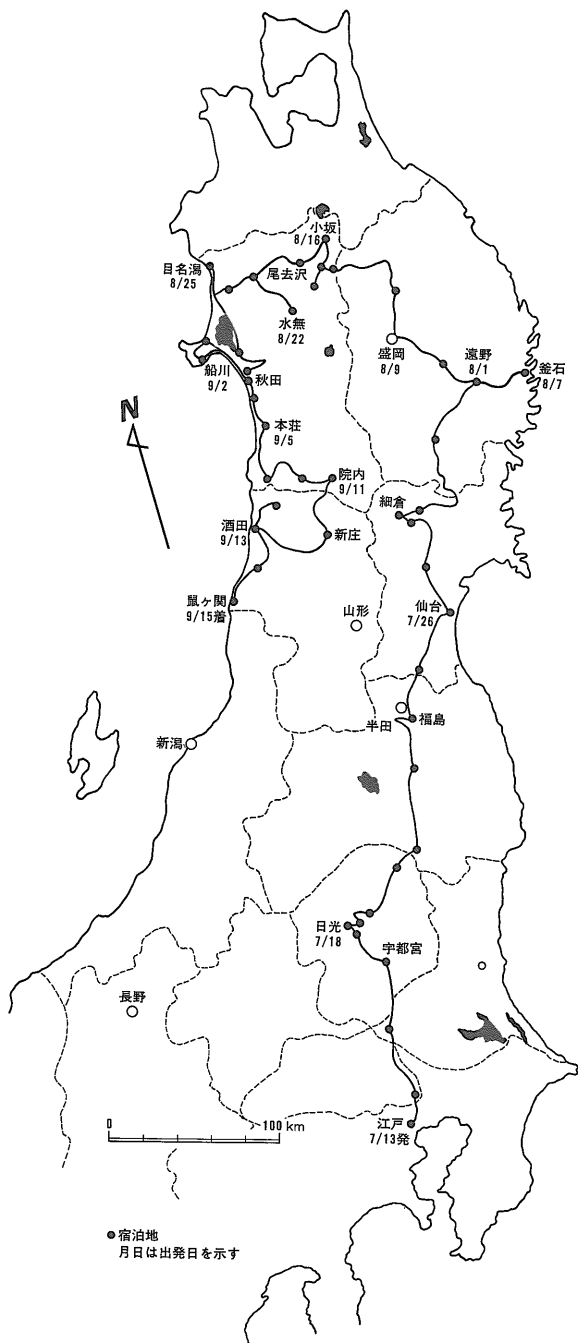 小坂
8/16
目名潟
8/25
尾去沢
水無
8/22
盛岡
8/9
遠野
8/1
釜石
8/7
船川
9/2
秋田
N
本荘
9/5
院内
9/11
細倉
酒田
9/13
新庄
鼠ヶ関
9/15着
山形
仙台
7/26
半田
福島
新潟
日光
7/18
宇都宮
長野
0
100 km
江戸
7/13発
●宿泊地
月日は出発日を示す